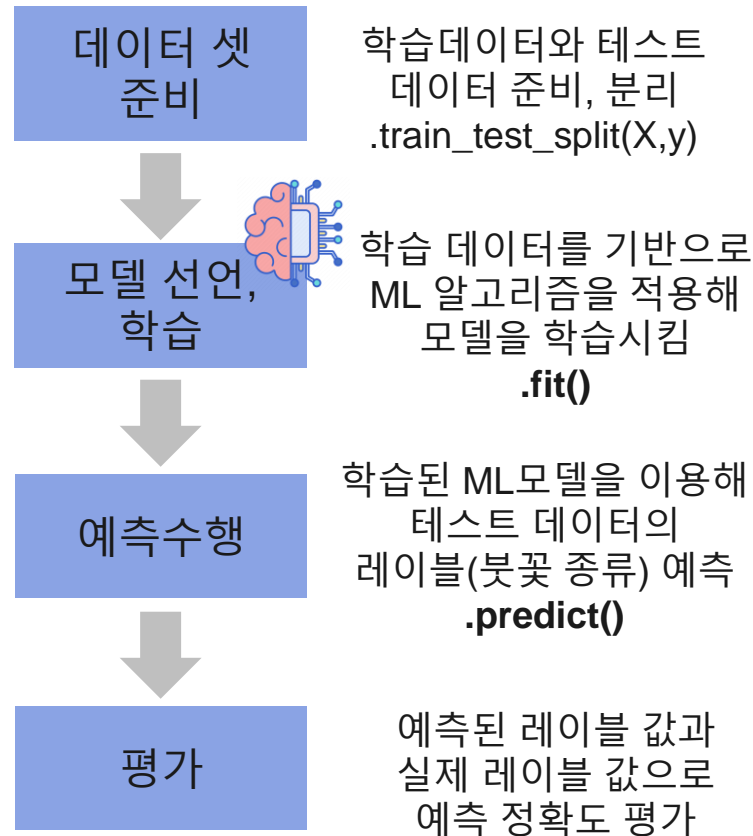 데이터 셋
준비
학습데이터와 테스트
데이터 준비, 분리
.train_test_split(X,y)
모델 선언,
학습
학습 데이터를 기반으로
ML 알고리즘을 적용해
모델을 학습시킴
.fit()
예측수행
학습된 ML모델을 이용해
테스트 데이터의
레이블(붓꽃 종류) 예측
.predict()
평가
예측된 레이블 값과
실제 레이블 값으로
예측 정확도 평가